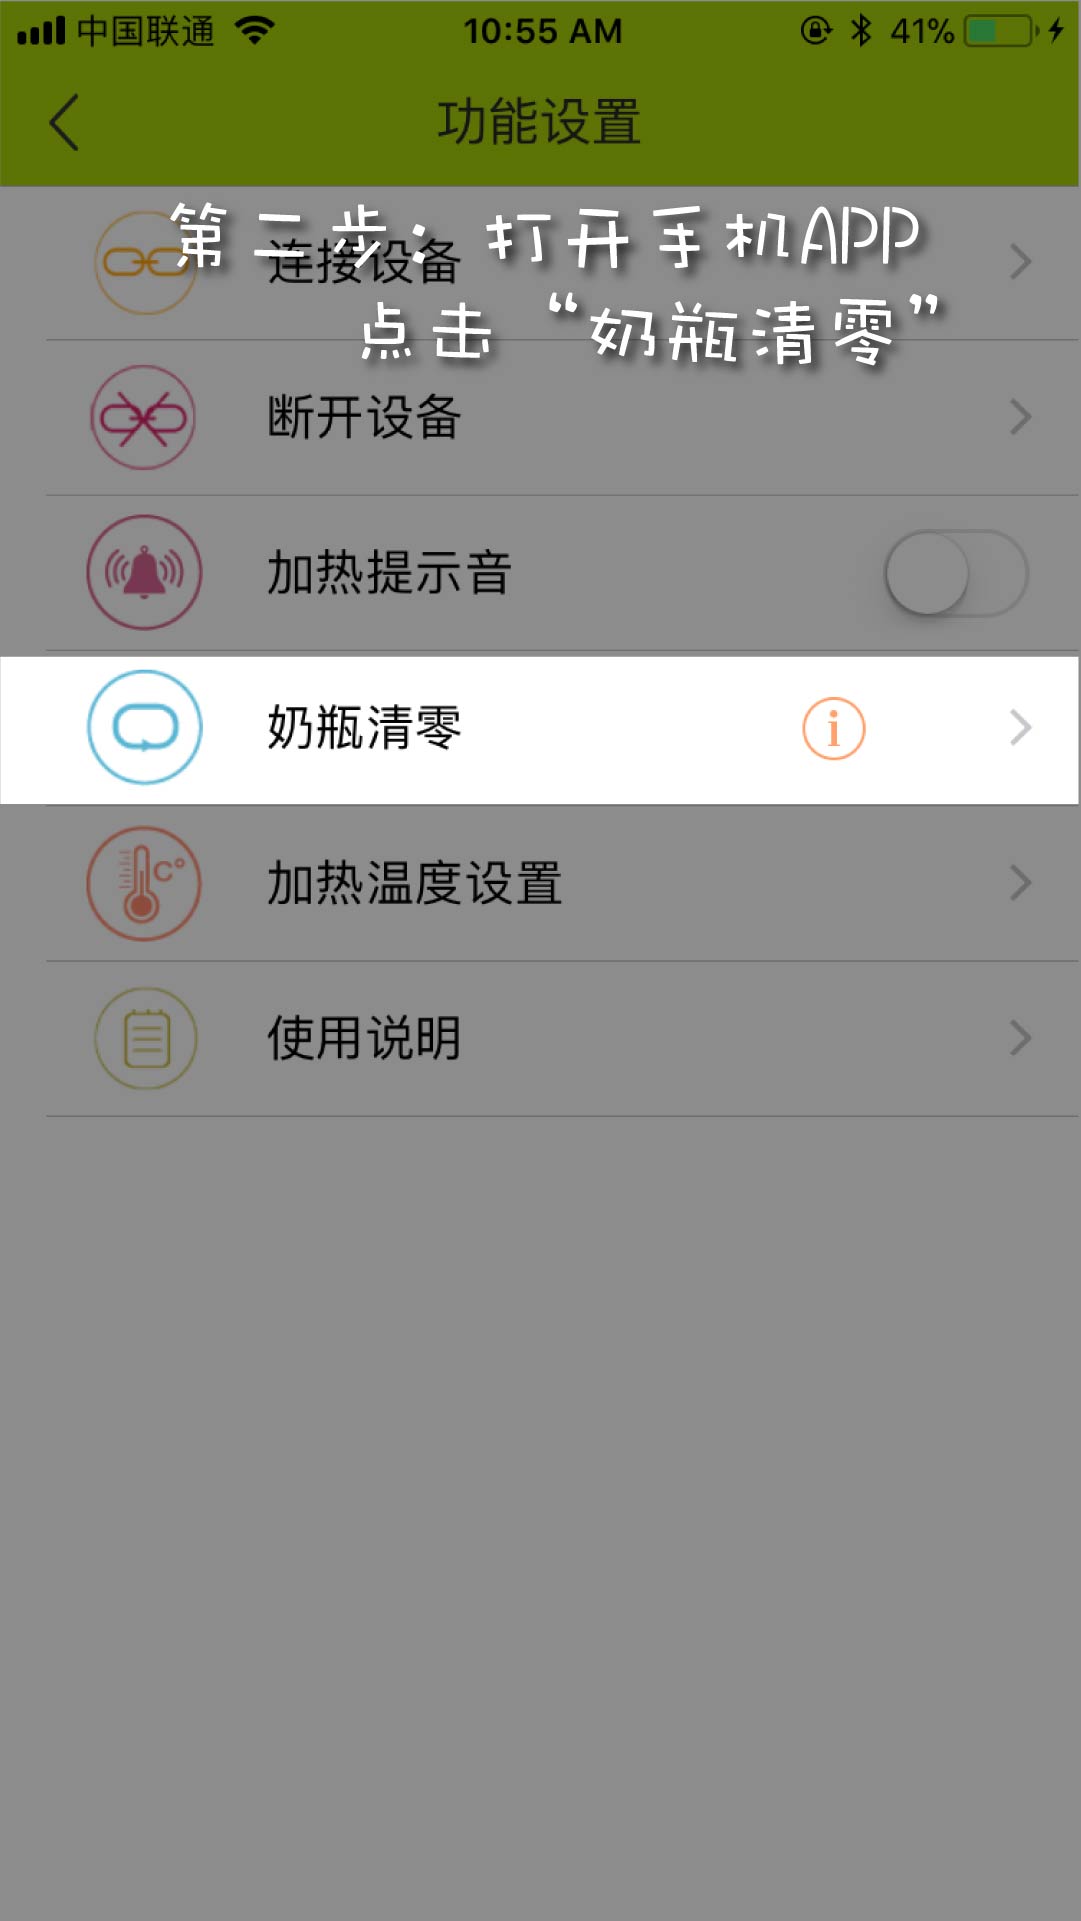 中国联通 10:55 AM 41%
功能设置
第二步：打开手机APP
连接设备
点击“奶瓶清零”
断开设备
加热提示音
奶瓶清零 i
C°
加热温度设置
使用说明